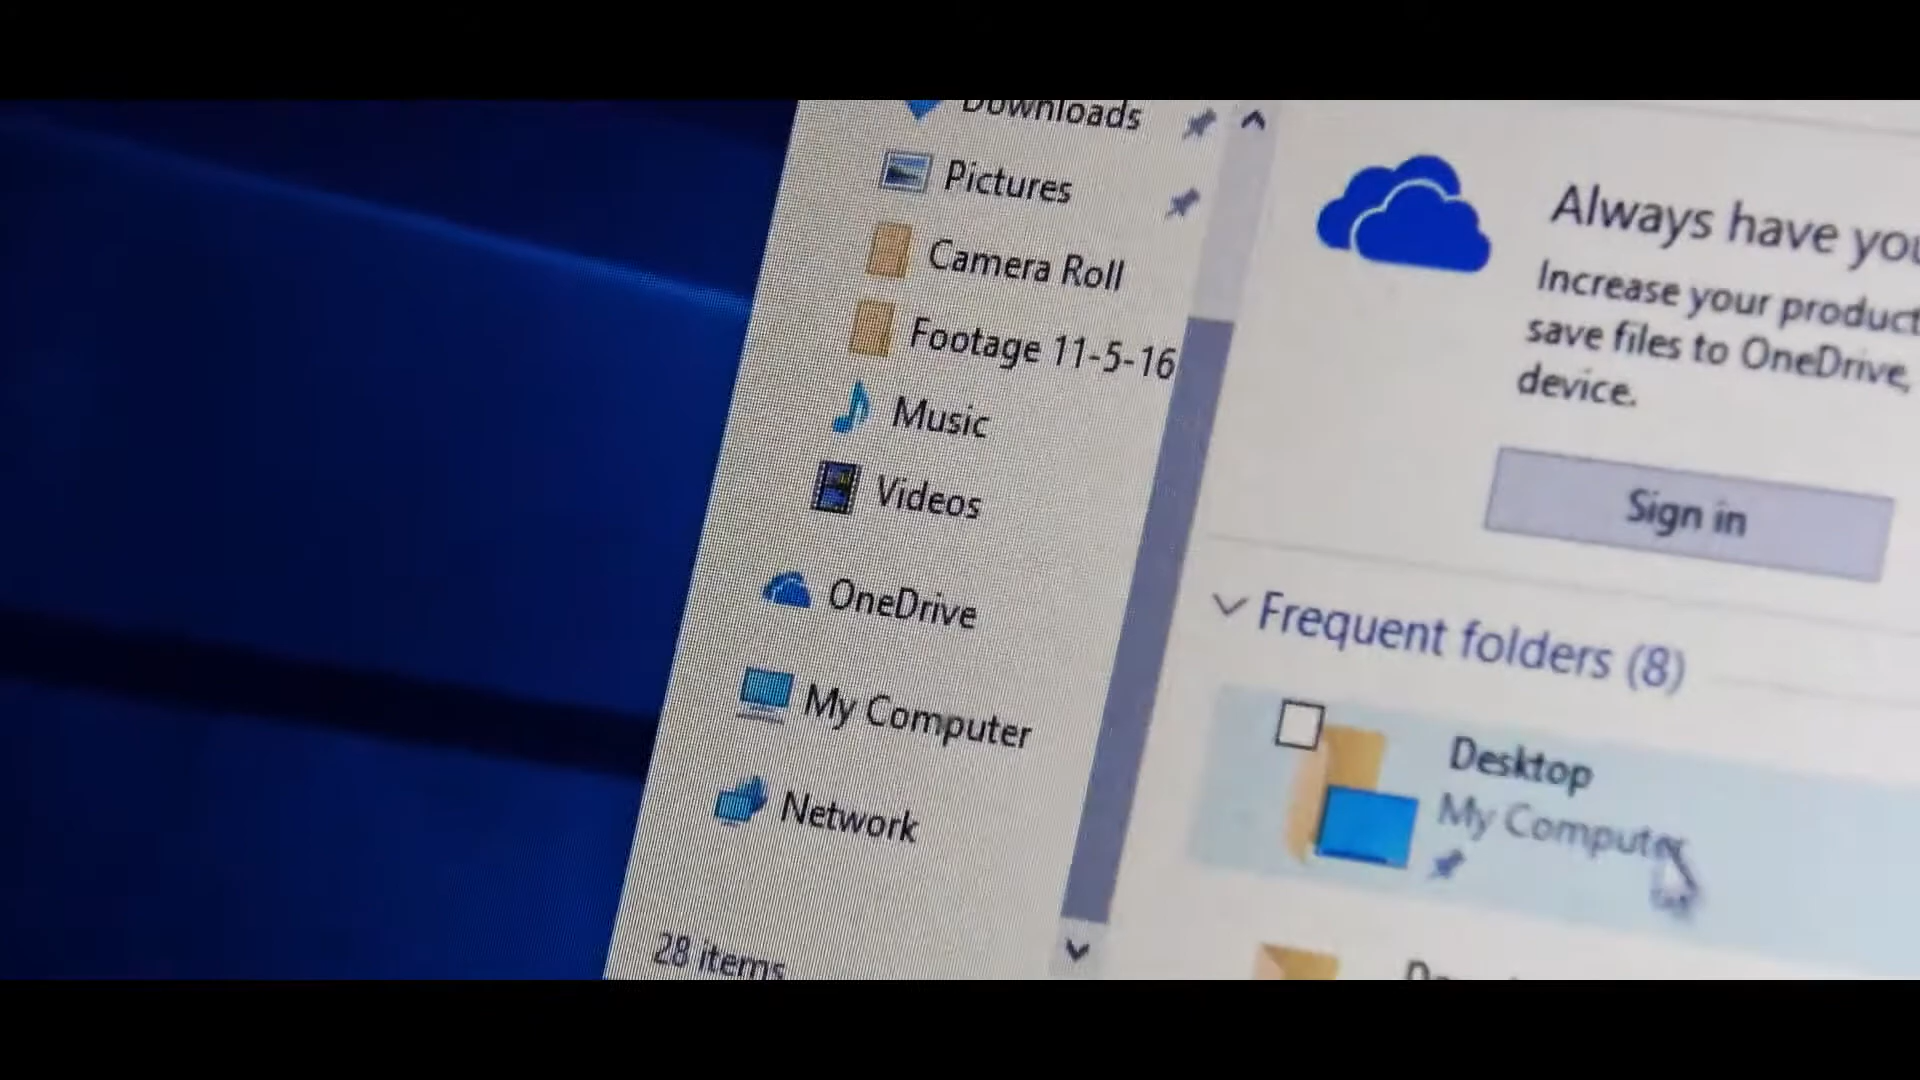 Downloads
Pictures
Camera Roll
Footage 11-5-16
Music
Videos
OneDrive
My Computer
Network
28 items
Always have you
Increase your product
save files to OneDrive,
device.
Sign in
Frequent folders (8)
Desktop
My Computer